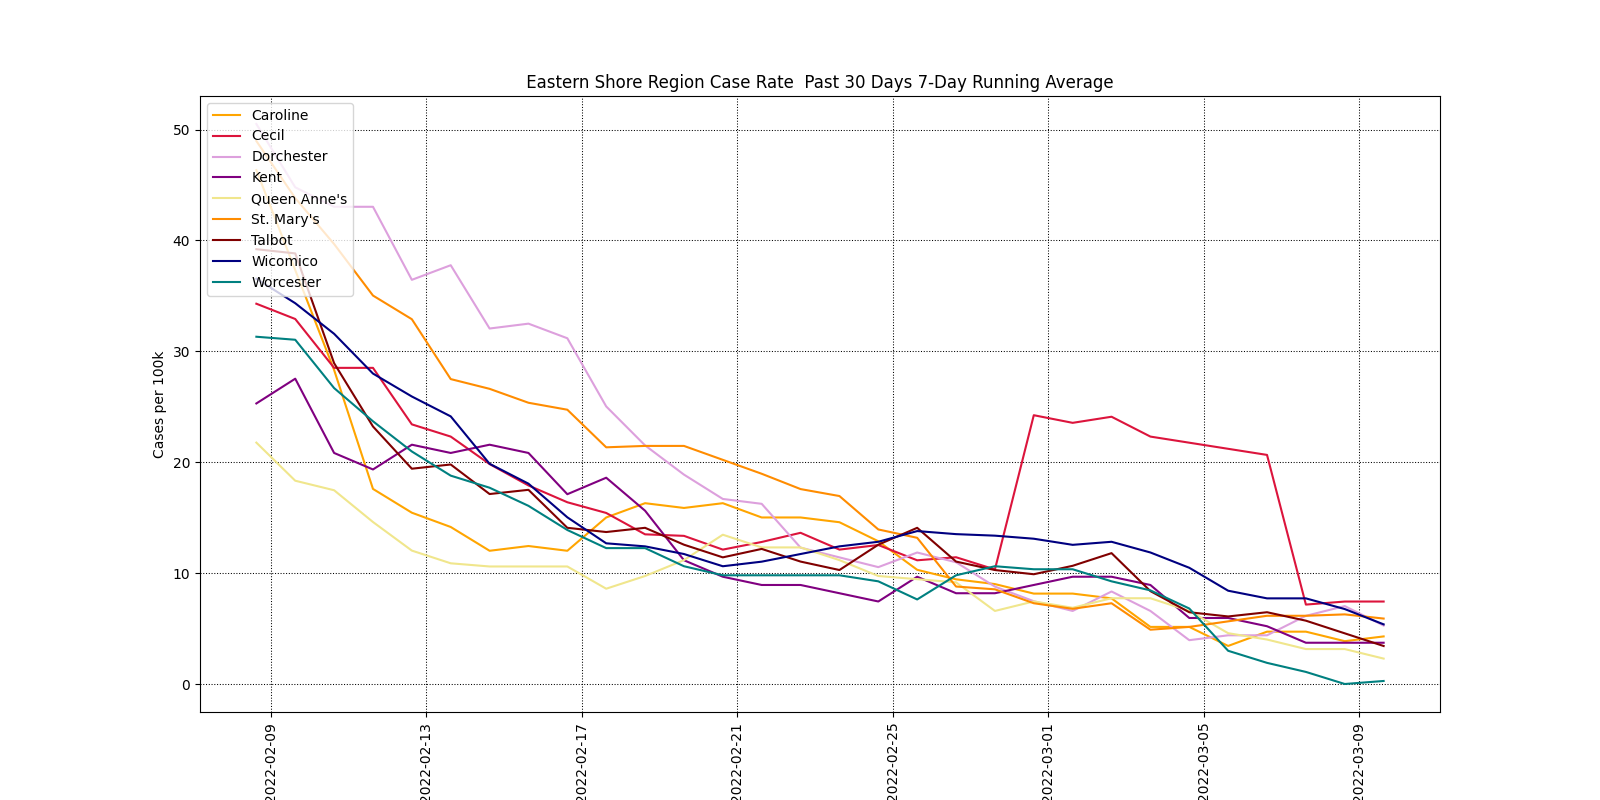 Eastern Shore Region Case Rate  Past 30 Days 7-Day Running Average
Caroline
Cecil
Dorchester
Kent
Queen Anne's
St. Mary's
Talbot
Wicomico
Worcester
Cases per 100k
50
40
30
20
10
0
2022-02-09
2022-02-13
2022-02-17
2022-02-21
2022-02-25
2022-03-01
2022-03-05
2022-03-09